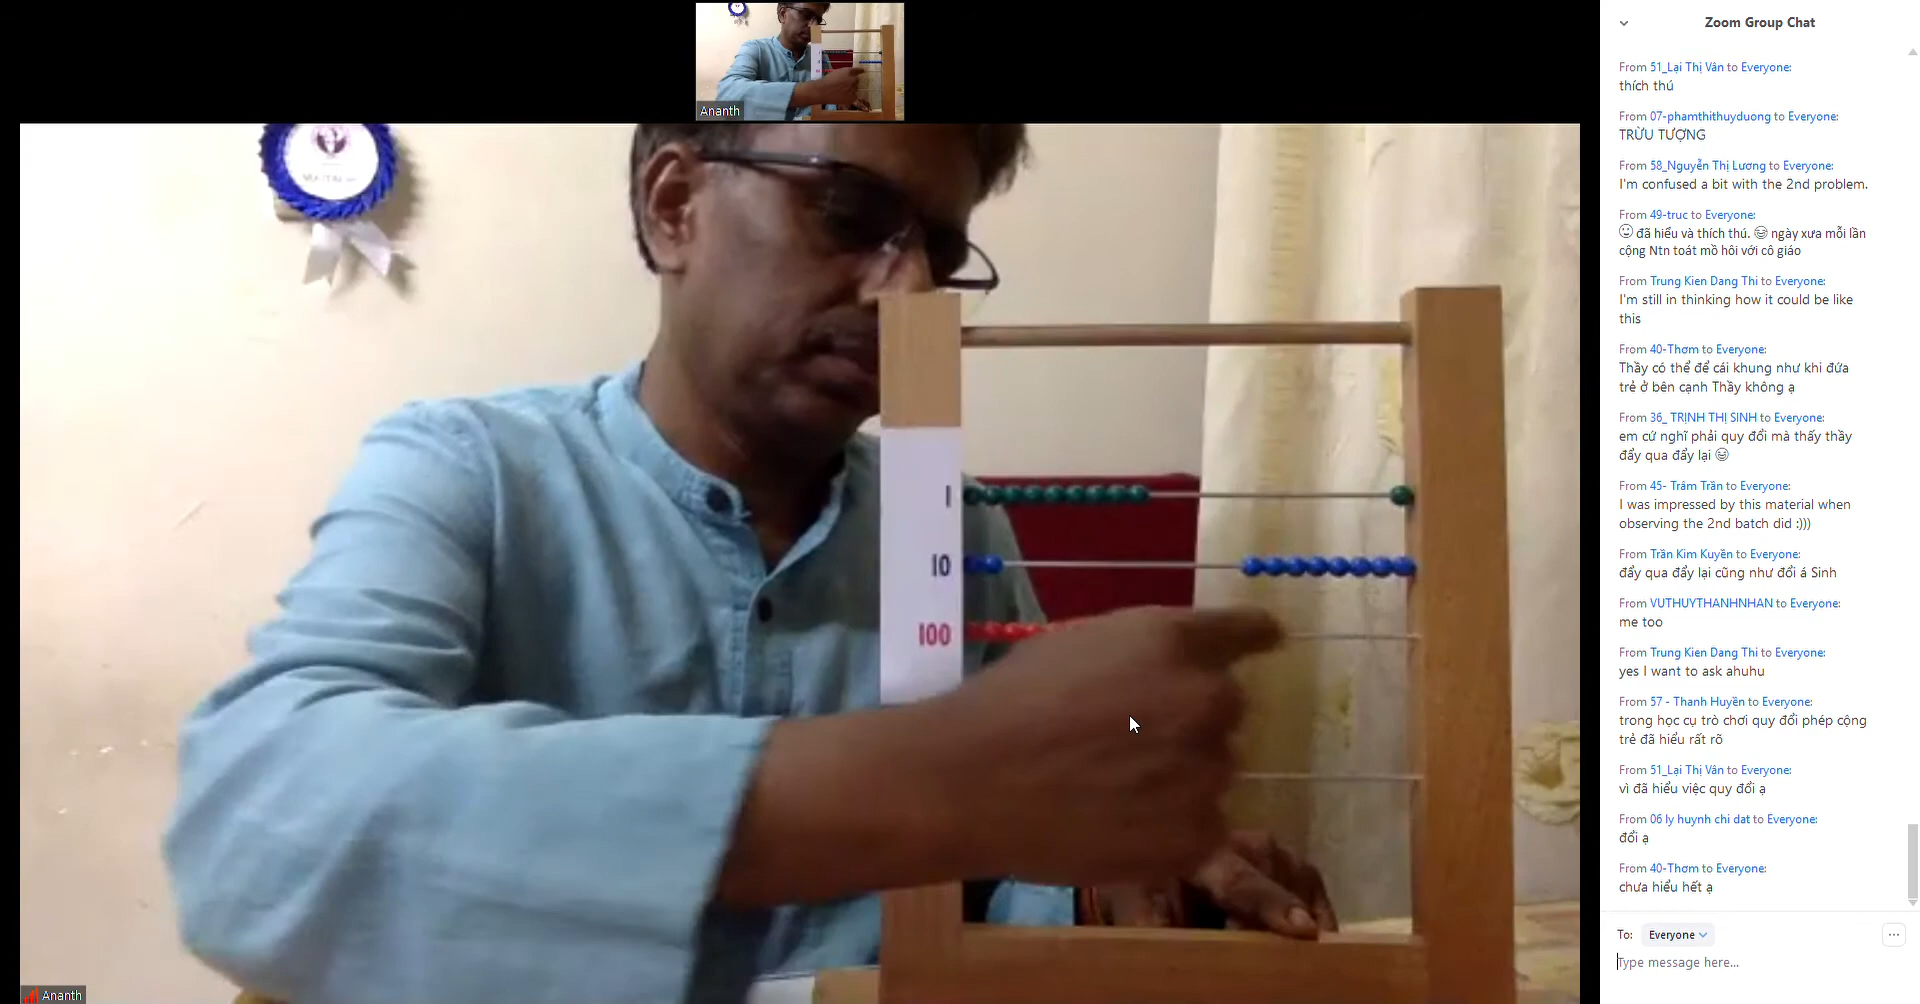 Ananth
1
10
100
Ananth
Zoom Group Chat
From 51_Lại Thị Vân to Everyone:
thích thú
From 07-phamthithuyduong to Everyone:
TRỪU TƯỢNG
From 58_Nguyễn Thị Lương to Everyone:
I'm confused a bit with the 2nd problem.
From 49-truc to Everyone:
đã hiểu và thích thú. ngày xưa mỗi lần
cộng Ntn toát mồ hôi với cô giáo
From Trung Kien Dang Thi to Everyone:
I'm still in thinking how it could be like
this
From 40-Thơm to Everyone:
Thầy có thể để cái khung như khi đứa
trẻ ở bên cạnh Thầy không ạ
From 36_ TRỊNH THỊ SINH to Everyone:
em cứ nghĩ phải quy đổi mà thấy thầy
đẩy qua đẩy lại
From 45- Trâm Trần to Everyone:
I was impressed by this material when
observing the 2nd batch did :)))
From Trần Kim Kuyền to Everyone:
đẩy qua đẩy lại cũng như đổi á Sinh
From VUTHUYTHANHNHAN to Everyone:
me too
From Trung Kien Dang Thi to Everyone:
yes I want to ask ahuhu
From 57 - Thanh Huyền to Everyone:
trong học cụ trò chơi quy đổi phép cộng
trẻ đã hiểu rất rõ
From 51_Lại Thị Vân to Everyone:
vì đã hiểu việc quy đổi ạ
From 06 ly huynh chi dat to Everyone:
đổi ạ
From 40-Thơm to Everyone:
chưa hiểu hết ạ
To: Everyone
Type message here...